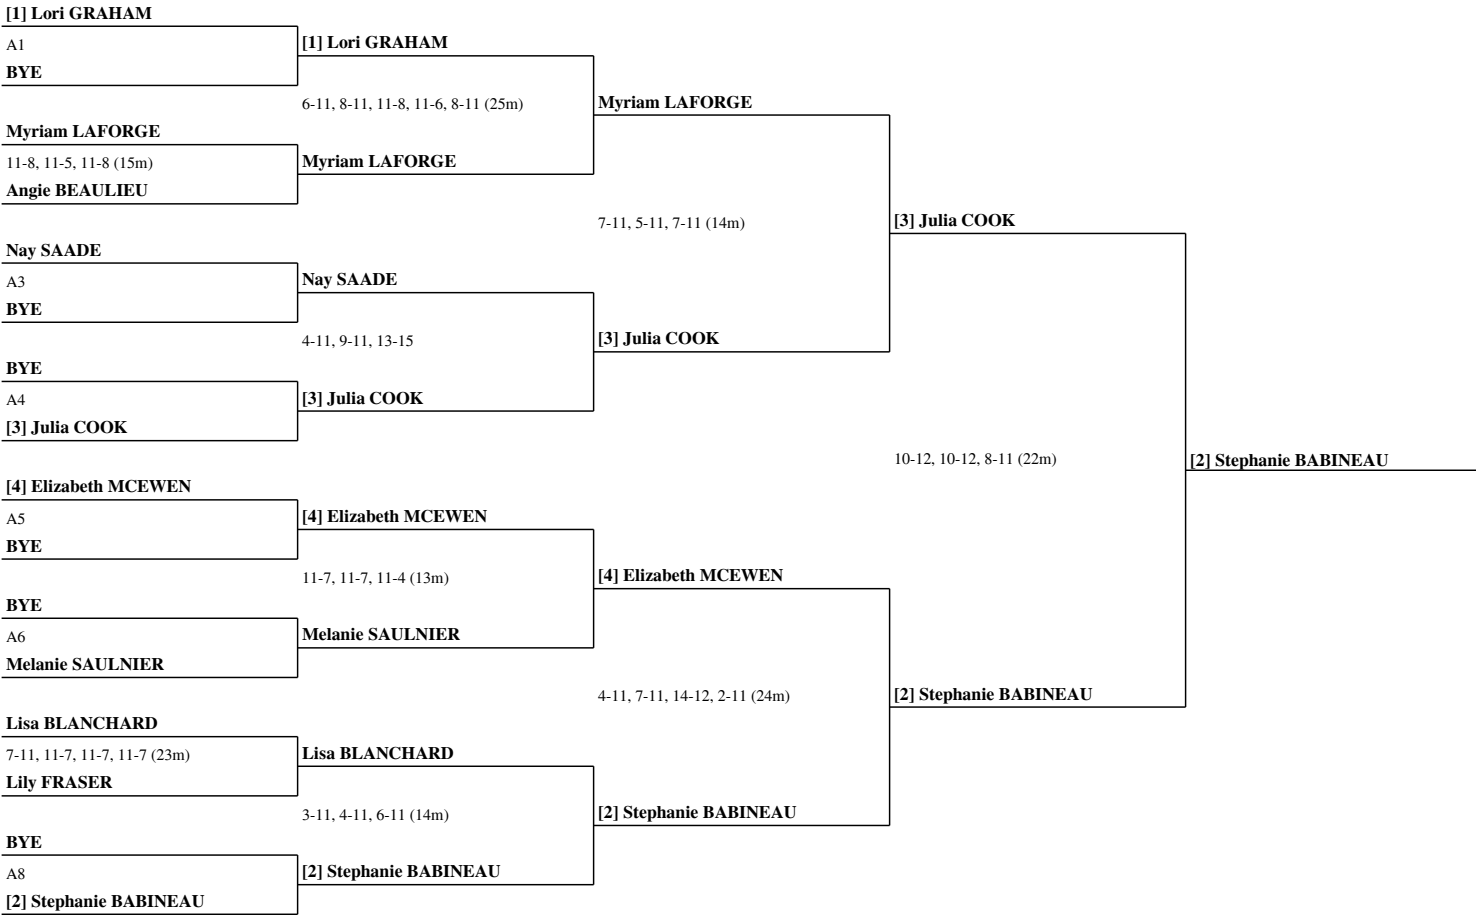 [1] Lori GRAHAM
A1
BYE
Myriam LAFORGE
11-8, 11-5, 11-8 (15m)
Angie BEAULIEU
Nay SAADE
A3
BYE
BYE
A4
[3] Julia COOK
[4] Elizabeth MCEWEN
A5
BYE
BYE
A6
Melanie SAULNIER
Lisa BLANCHARD
7-11, 11-7, 11-7, 11-7 (23m)
Lily FRASER
BYE
A8
[2] Stephanie BABINEAU
[1] Lori GRAHAM
6-11, 8-11, 11-8, 11-6, 8-11 (25m)
Myriam LAFORGE
Nay SAADE
4-11, 9-11, 13-15
[3] Julia COOK
[4] Elizabeth MCEWEN
11-7, 11-7, 11-4 (13m)
Melanie SAULNIER
Lisa BLANCHARD
3-11, 4-11, 6-11 (14m)
[2] Stephanie BABINEAU
Myriam LAFORGE
7-11, 5-11, 7-11 (14m)
[3] Julia COOK
[4] Elizabeth MCEWEN
4-11, 7-11, 14-12, 2-11 (24m)
[2] Stephanie BABINEAU
[3] Julia COOK
10-12, 10-12, 8-11 (22m)
[2] Stephanie BABINEAU
[2] Stephanie BABINEAU